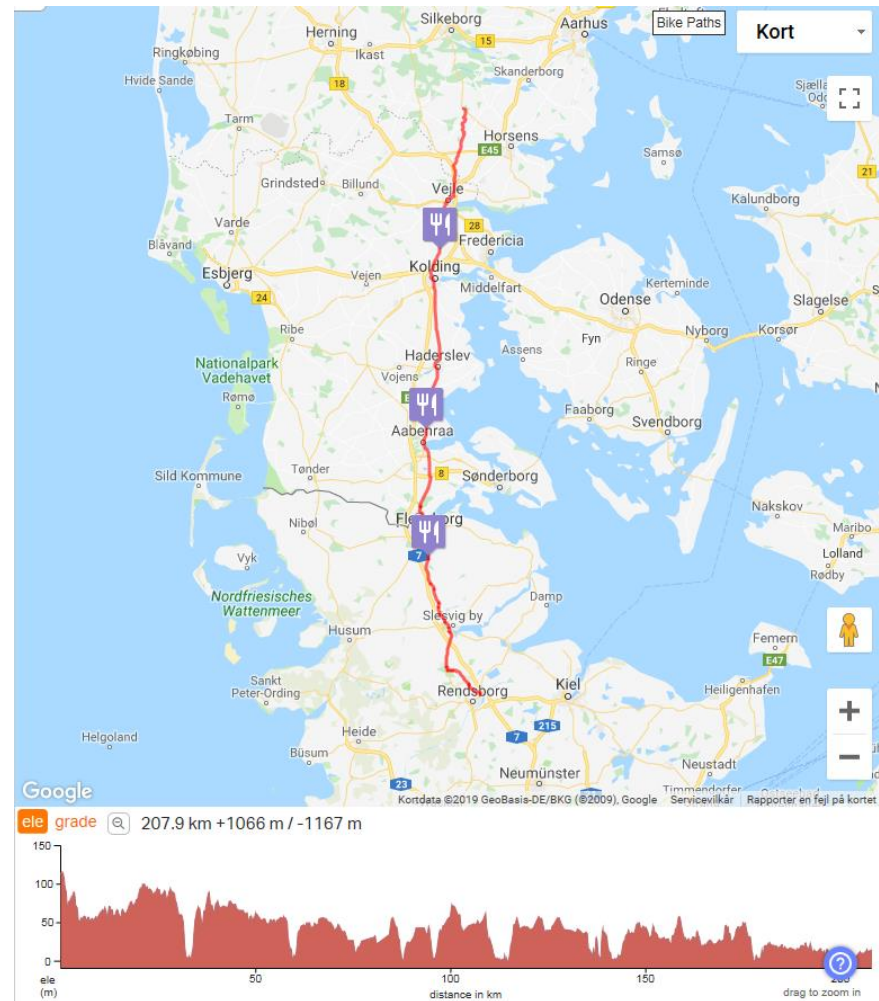 Silkeborg
Aarhus
Bike Paths
Kort
Herning
Ikast
15
Ringkøbing
Skanderborg
Hvide Sande
18
Tarm
Horsens
E45
Samsø
21
Grindsted
Billund
Vejle
Kalundborg
Varde
28
Fredericia
Blåvand
Esbjerg
Kolding
Vejen
Middelfart
Kerteminde
24
Odense
Slagelse
Ribe
Nyborg
Korsør
Fyn
Haderslev
Assens
Nationalpark
Vadehavet
Vojens
Ringe
Rømø
Faaborg
Svendborg
Aabenraa
Sild Kommune
Tønder
8
Sønderborg
Nakskov
Nibøl
Maribo
7
Lolland
Vyk
Rødby
Nordfriesisches
Wattenmeer
Damp
Slesvig by
Husum
Femern
E47
Sankt
Peter-Ording
Rendsborg
Kiel
Heiligenhafen
Helgoland
Heide
215
7
Büsum
Neumünster
Neustadt
23
Timmendorfer
Google
Kortdata ©2019 GeoBasis-DE/BKG (©2009), Google Servicevilkår Rapporter en fejl på kortet
ele grade 207.9 km +1066 m / -1167 m
150
100
50
0
ele
(m)
50
100
150
distance in km
drag to zoom in